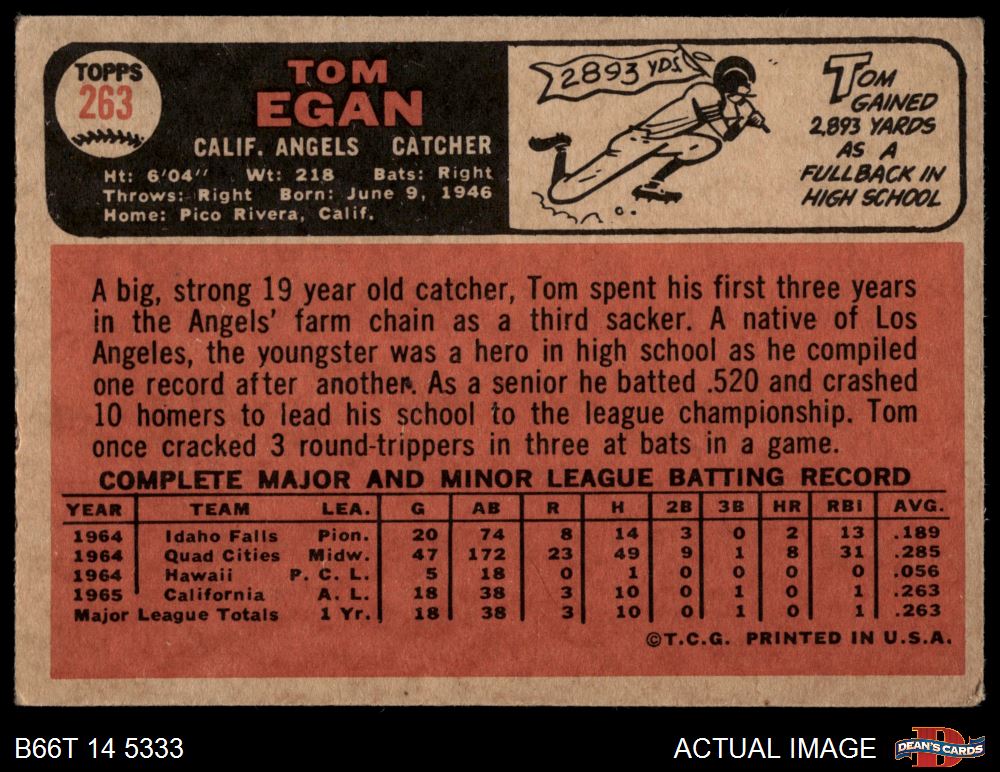 TOPPS
263
TOM
EGAN
CALIF. ANGELS CATCHER
Ht: 6'04" Wt: 218 Bats: Right
Throws: Right Born: June 9, 1946
Home: Pico Rivera, Calif.
2893 YDS
TOM
GAINED
2,893 YARDS
AS A
FULLBACK IN
HIGH SCHOOL
A big, strong 19 year old catcher, Tom spent his first three years
in the Angels' farm chain as a third sacker. A native of Los
Angeles, the youngster was a hero in high school as he compiled
one record after another. As a senior he batted .520 and crashed
10 homers to lead his school to the league championship. Tom
once cracked 3 round-trippers in three at bats in a game.
COMPLETE MAJOR AND MINOR LEAGUE BATTING RECORD
YEAR TEAM LEA. G AB R H 2B 3B HR RBI AVG.
1964 Idaho Falls Pion. 20 74 8 14 3 0 2 13 .189
1964 Quad Cities Midw. 47 172 23 49 9 1 8 31 .285
1964 Hawaii P. C. L. 5 18 0 1 0 0 0 0 .056
1965 California A. L. 18 38 3 10 0 1 0 1 .263
Major League Totals 1 Yr. 18 38 3 10 0 1 0 1 .263
©T.C.G. PRINTED IN U.S.A.
B66T 14 5333
ACTUAL IMAGE
D
DEAN'S CARDS